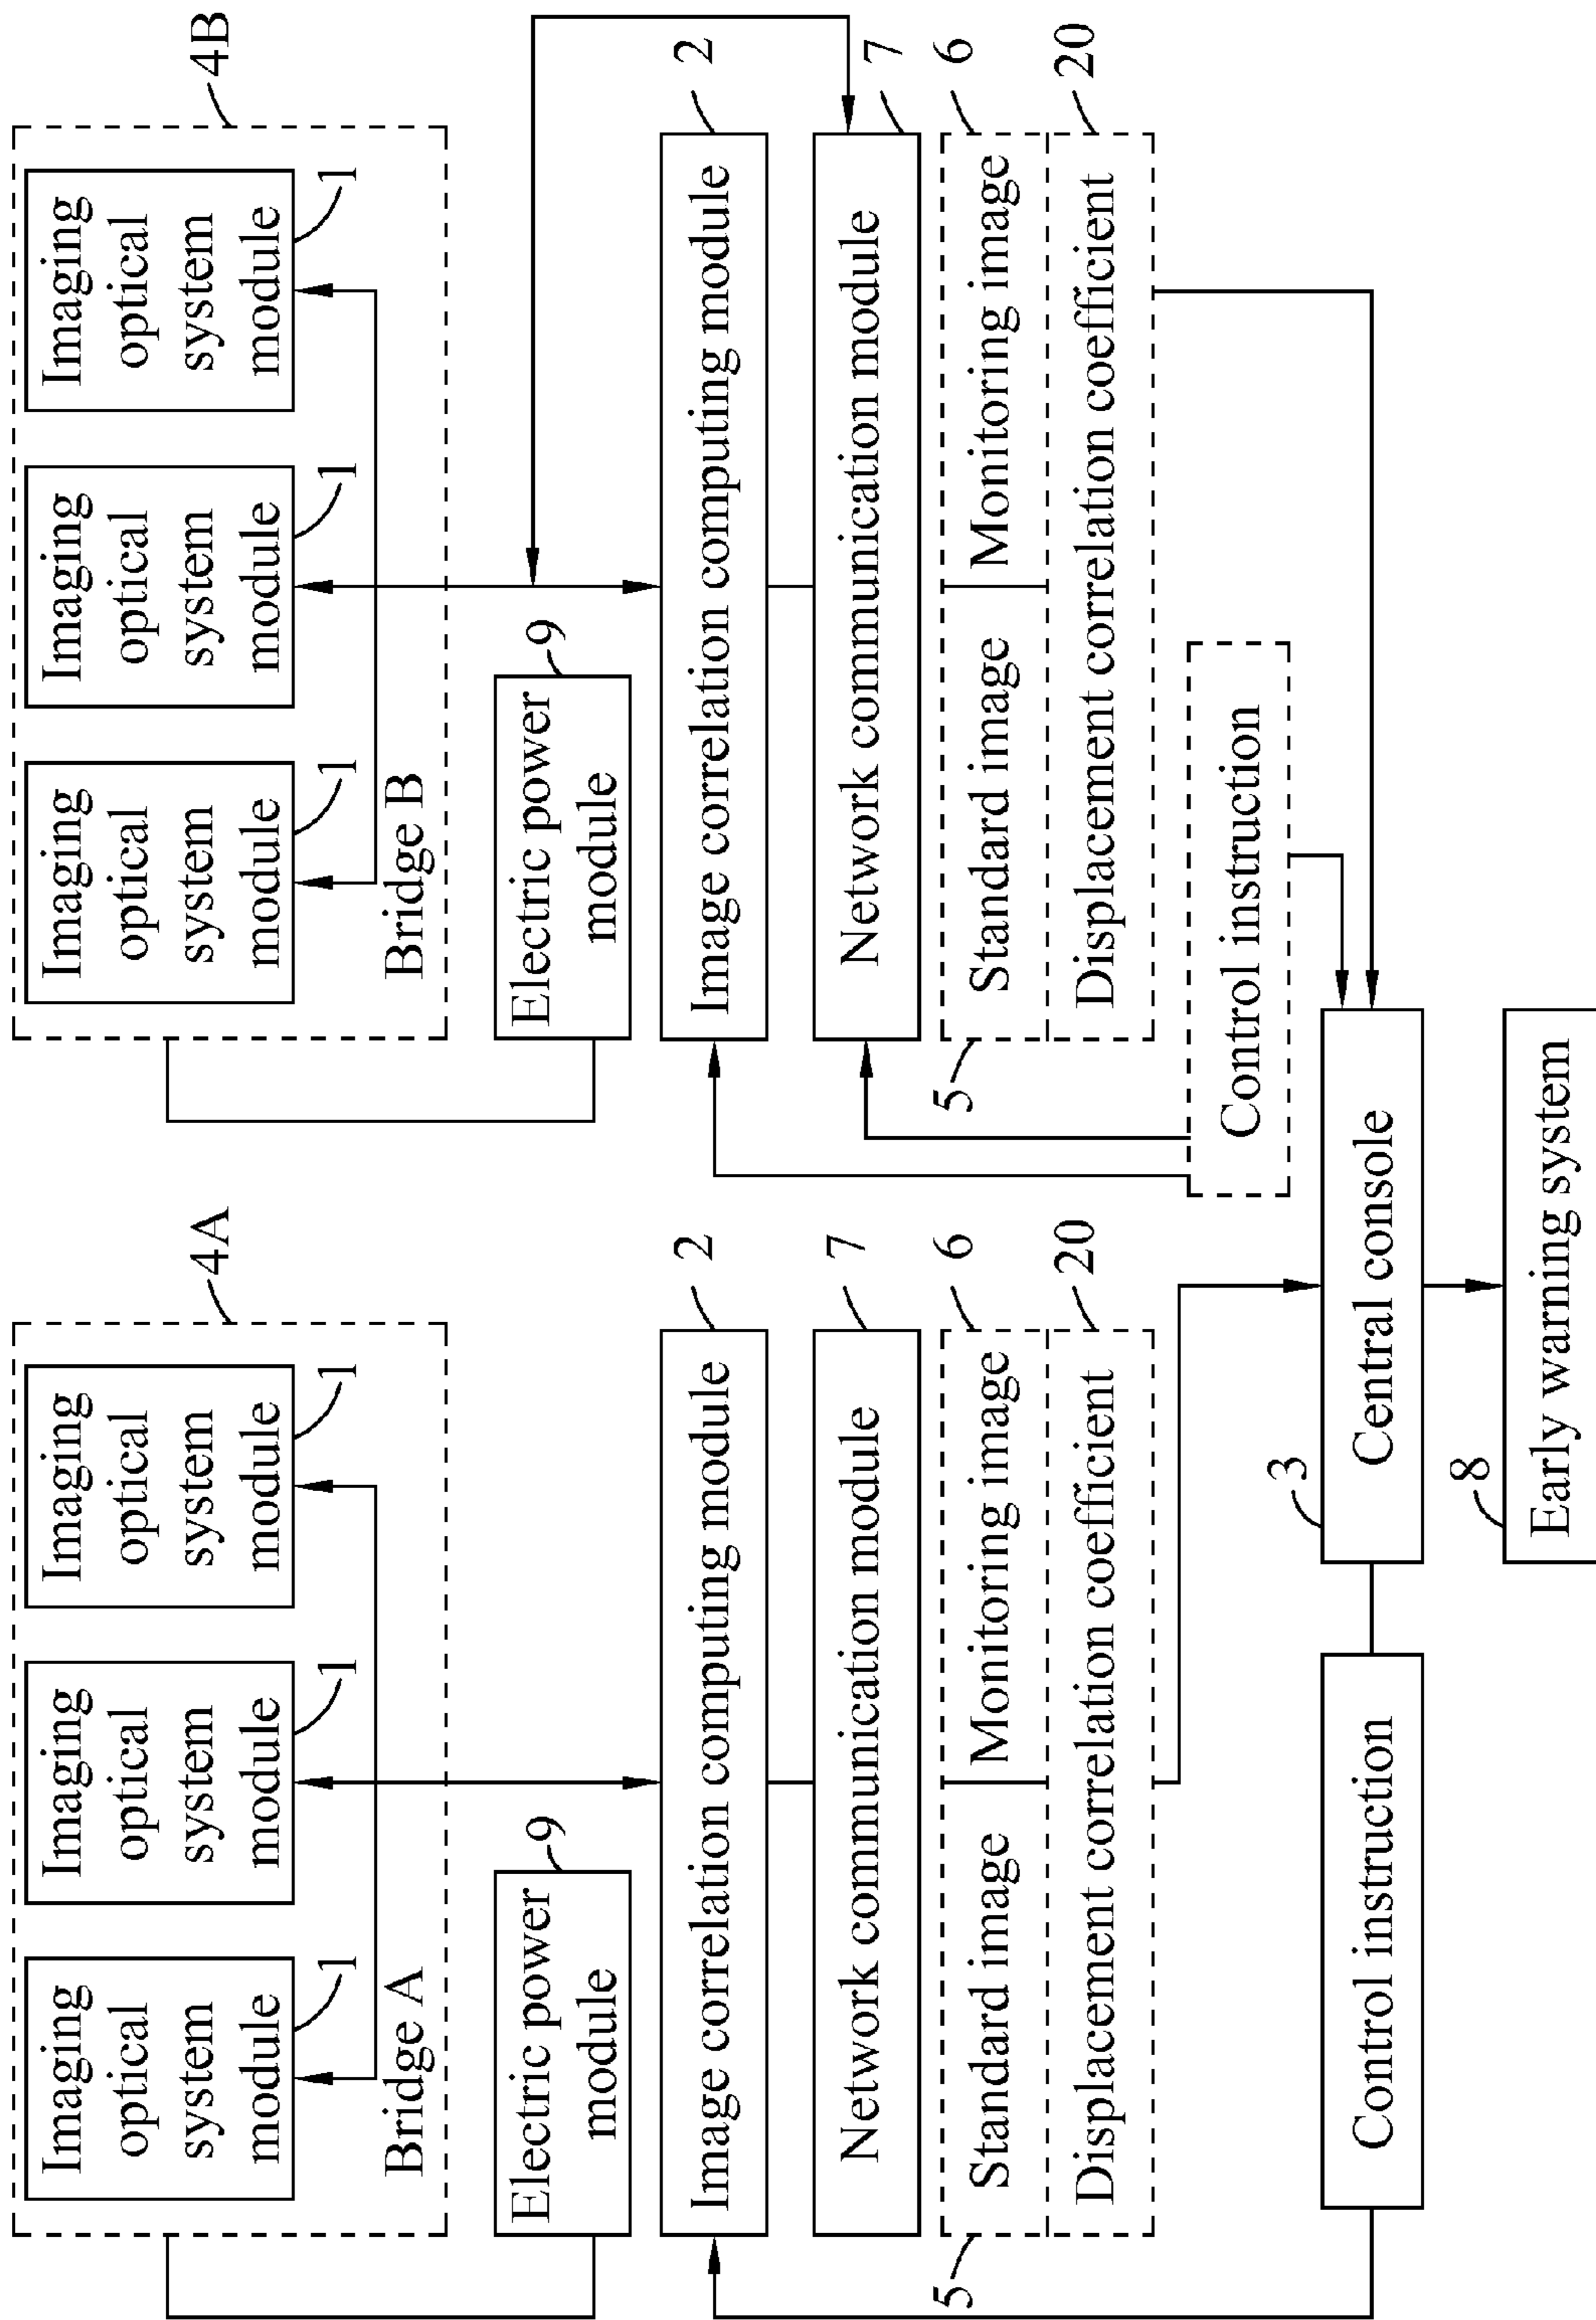 4A
Imaging
optical
system
module
1
Imaging
optical
system
module
1
Imaging
optical
system
module
1
Bridge A
Electric power
module
9
Image correlation computing module
2
Network communication module
7
Standard image
Monitoring image
5
6
Displacement correlation coefficient
20
4B
Imaging
optical
system
module
1
Imaging
optical
system
module
1
Imaging
optical
system
module
1
Bridge B
Electric power
module
9
Image correlation computing module
2
Network communication module
7
Standard image
Monitoring image
5
6
Displacement correlation coefficient
20
Control instruction
Control instruction
3
Central console
8
Early warning system